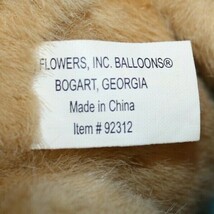 FLOWERS, INC. BALLOONS®
BOGART, GEORGIA
Made in China
Item # 92312